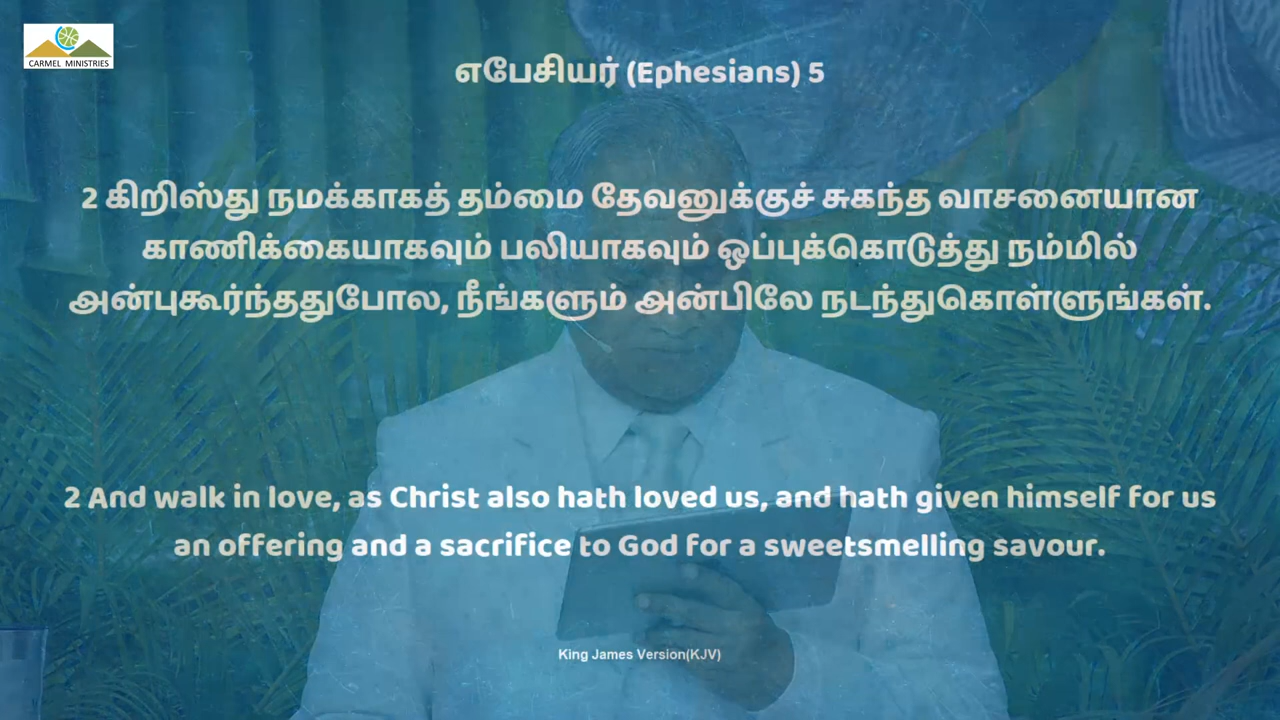 CARMEL MINISTRIES
எபேசியர் (Ephesians) 5
2 கிறிஸ்து நமக்காகத் தம்மை தேவனுக்குச் சுகந்த வாசனையான
காணிக்கையாகவும் பலியாகவும் ஒப்புக்கொடுத்து நம்மில்
அன்புகூர்ந்ததுபோல, நீங்களும் அன்பிலே நடந்துகொள்ளுங்கள்.
2 And walk in love, as Christ also hath loved us, and hath given himself for us
an offering and a sacrifice to God for a sweetsmelling savour.
King James Version(KJV)